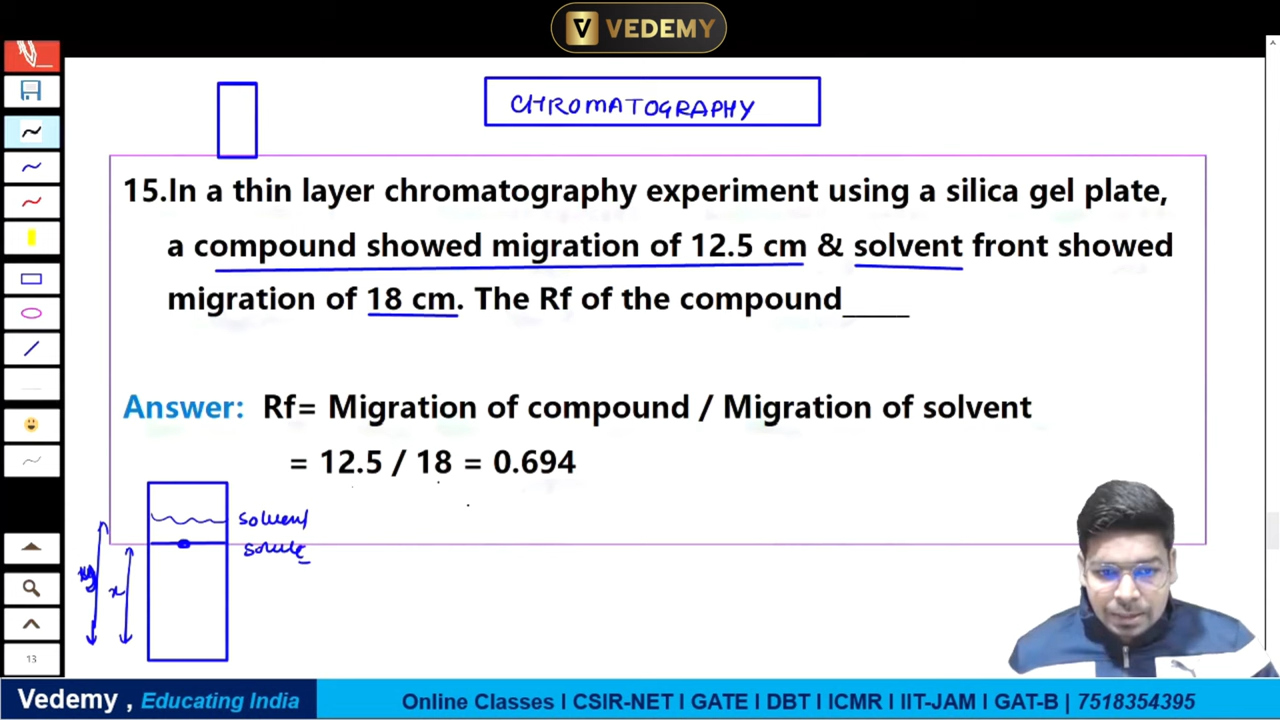 VEDEMY
CHROMATOGRAPHY
15.In a thin layer chromatography experiment using a silica gel plate,
a compound showed migration of 12.5 cm & solvent front showed
migration of 18 cm. The Rf of the compound_____
Answer: Rf= Migration of compound / Migration of solvent
= 12.5 / 18 = 0.694
solvent
solute
y
x
13
Vedemy , Educating India
Online Classes I CSIR-NET I GATE I DBT I ICMR I IIT-JAM I GAT-B | 7518354395